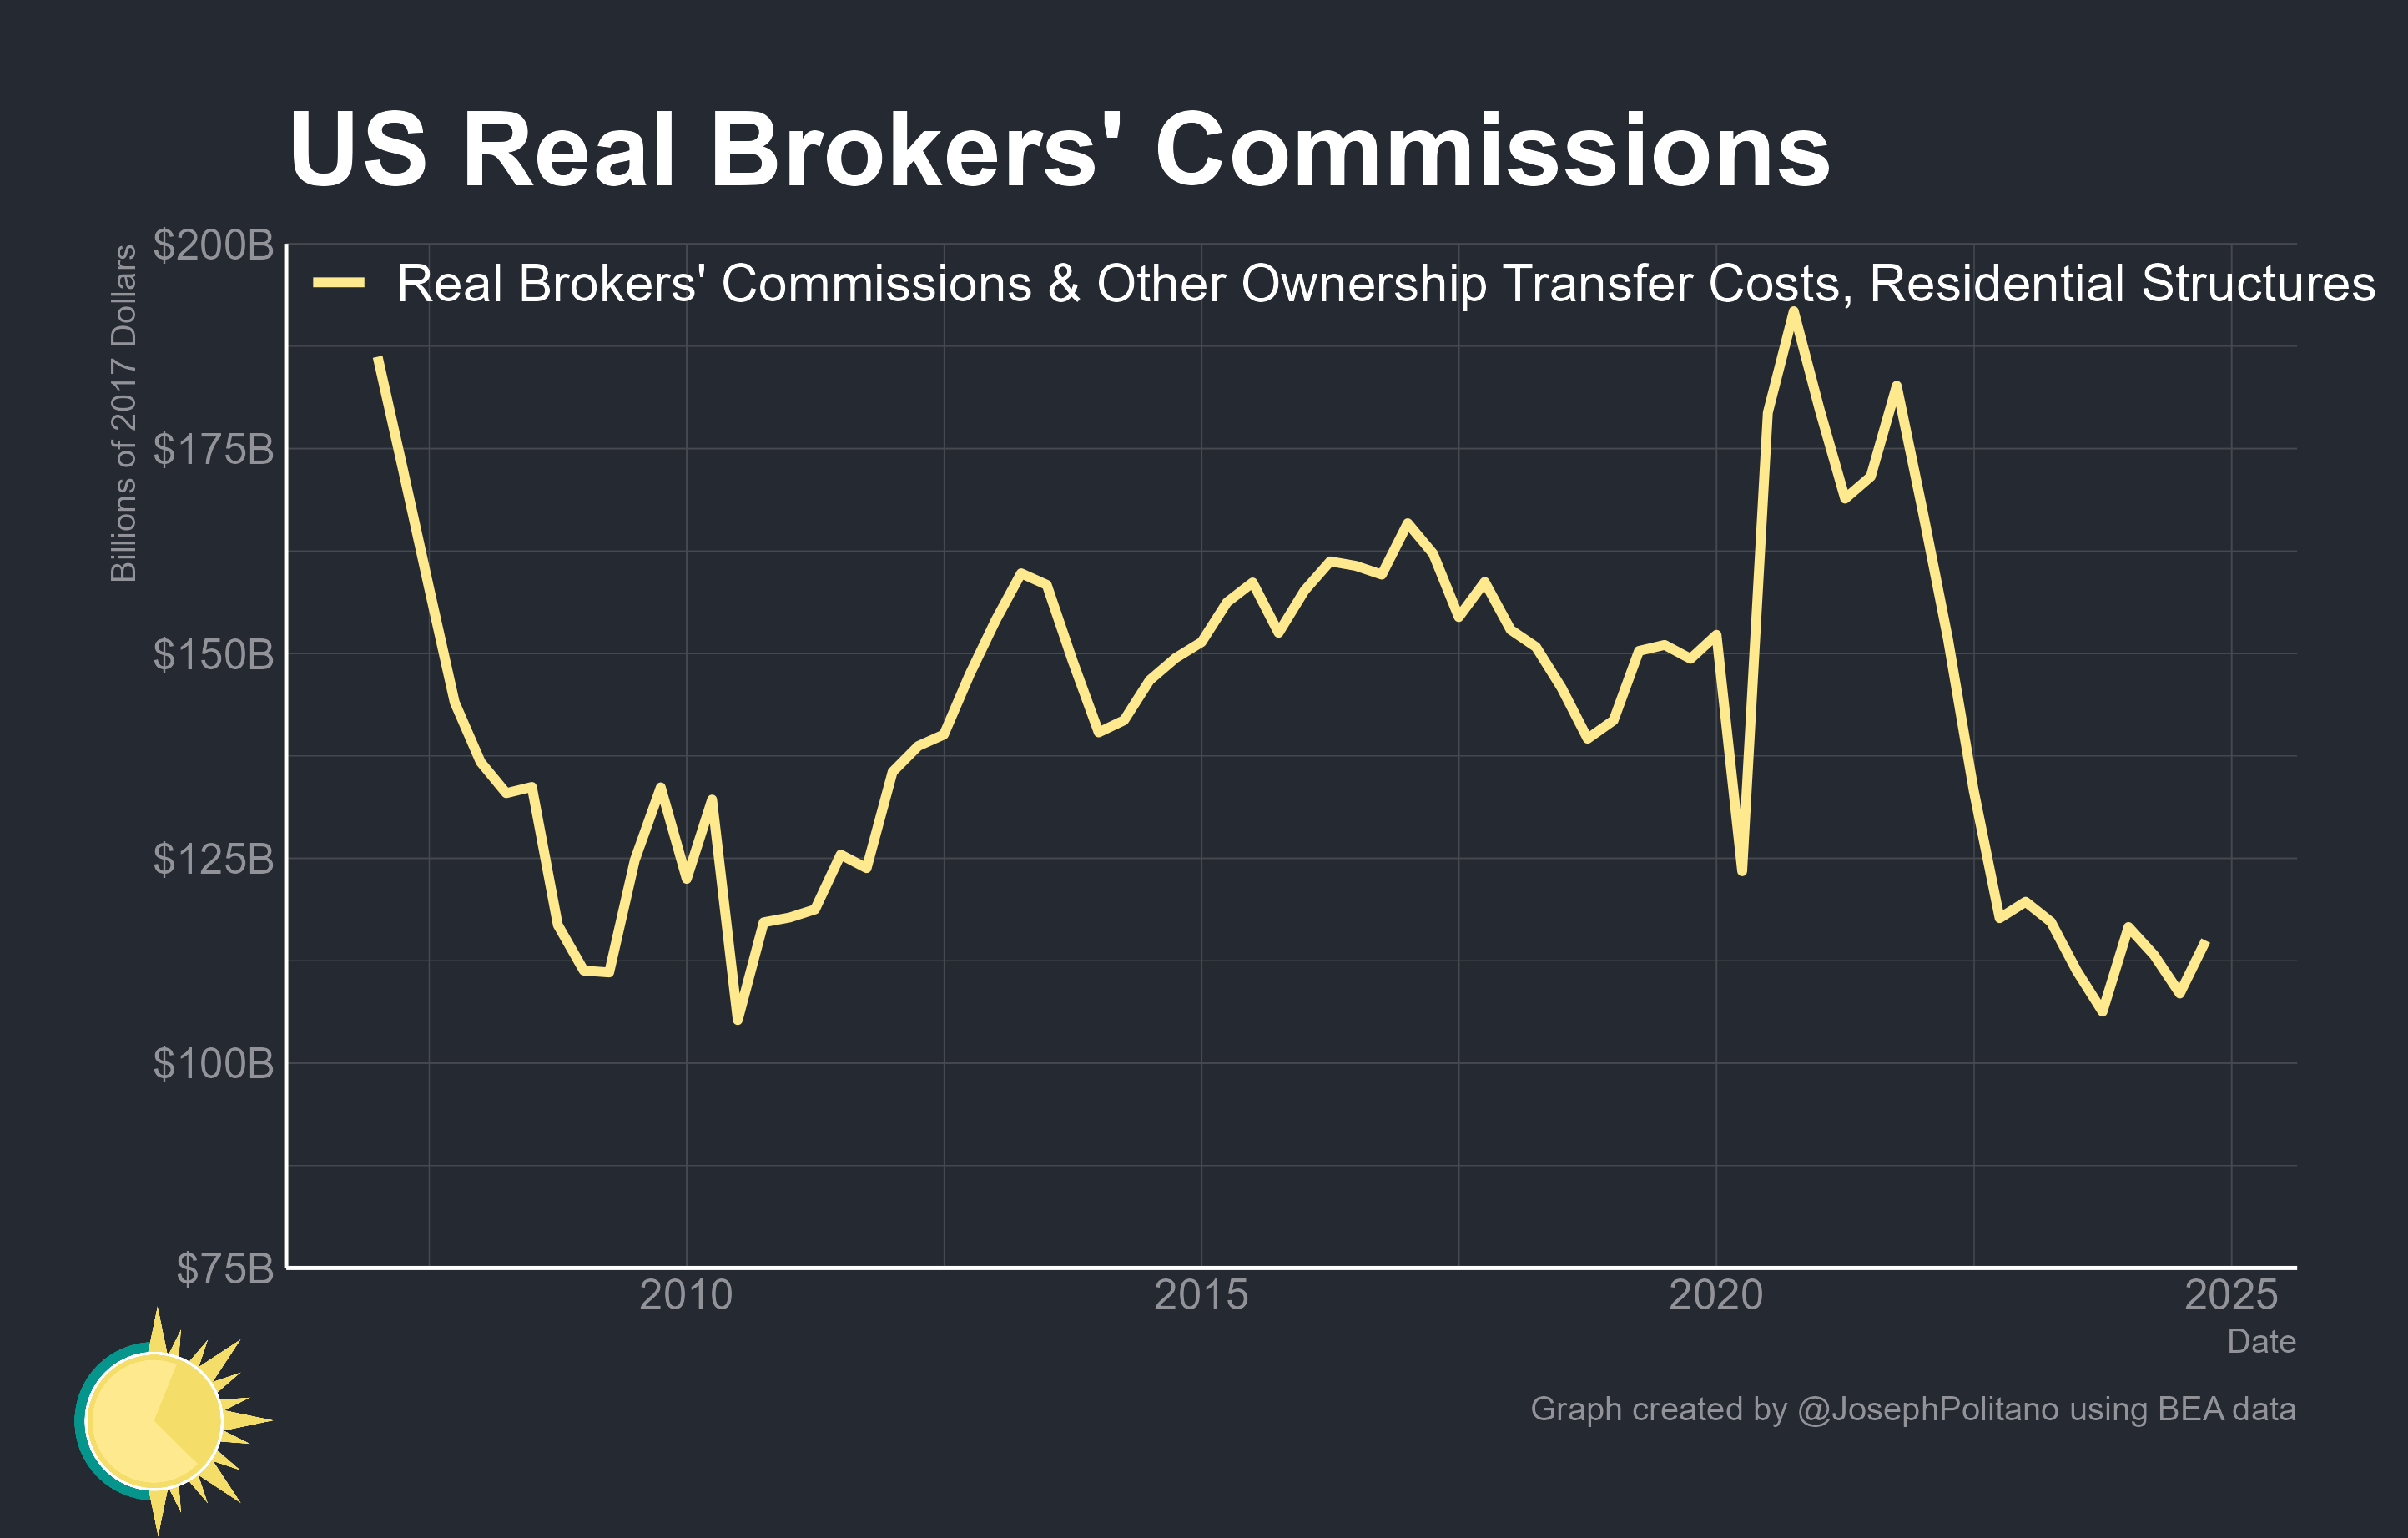 US Real Brokers' Commissions
Billions of 2017 Dollars
$200B
Real Brokers' Commissions & Other Ownership Transfer Costs, Residential Structures
$175B
$150B
$125B
$100B
$75B
2010 2015 2020 2025
Date
Graph created by @JosephPolitano using BEA data